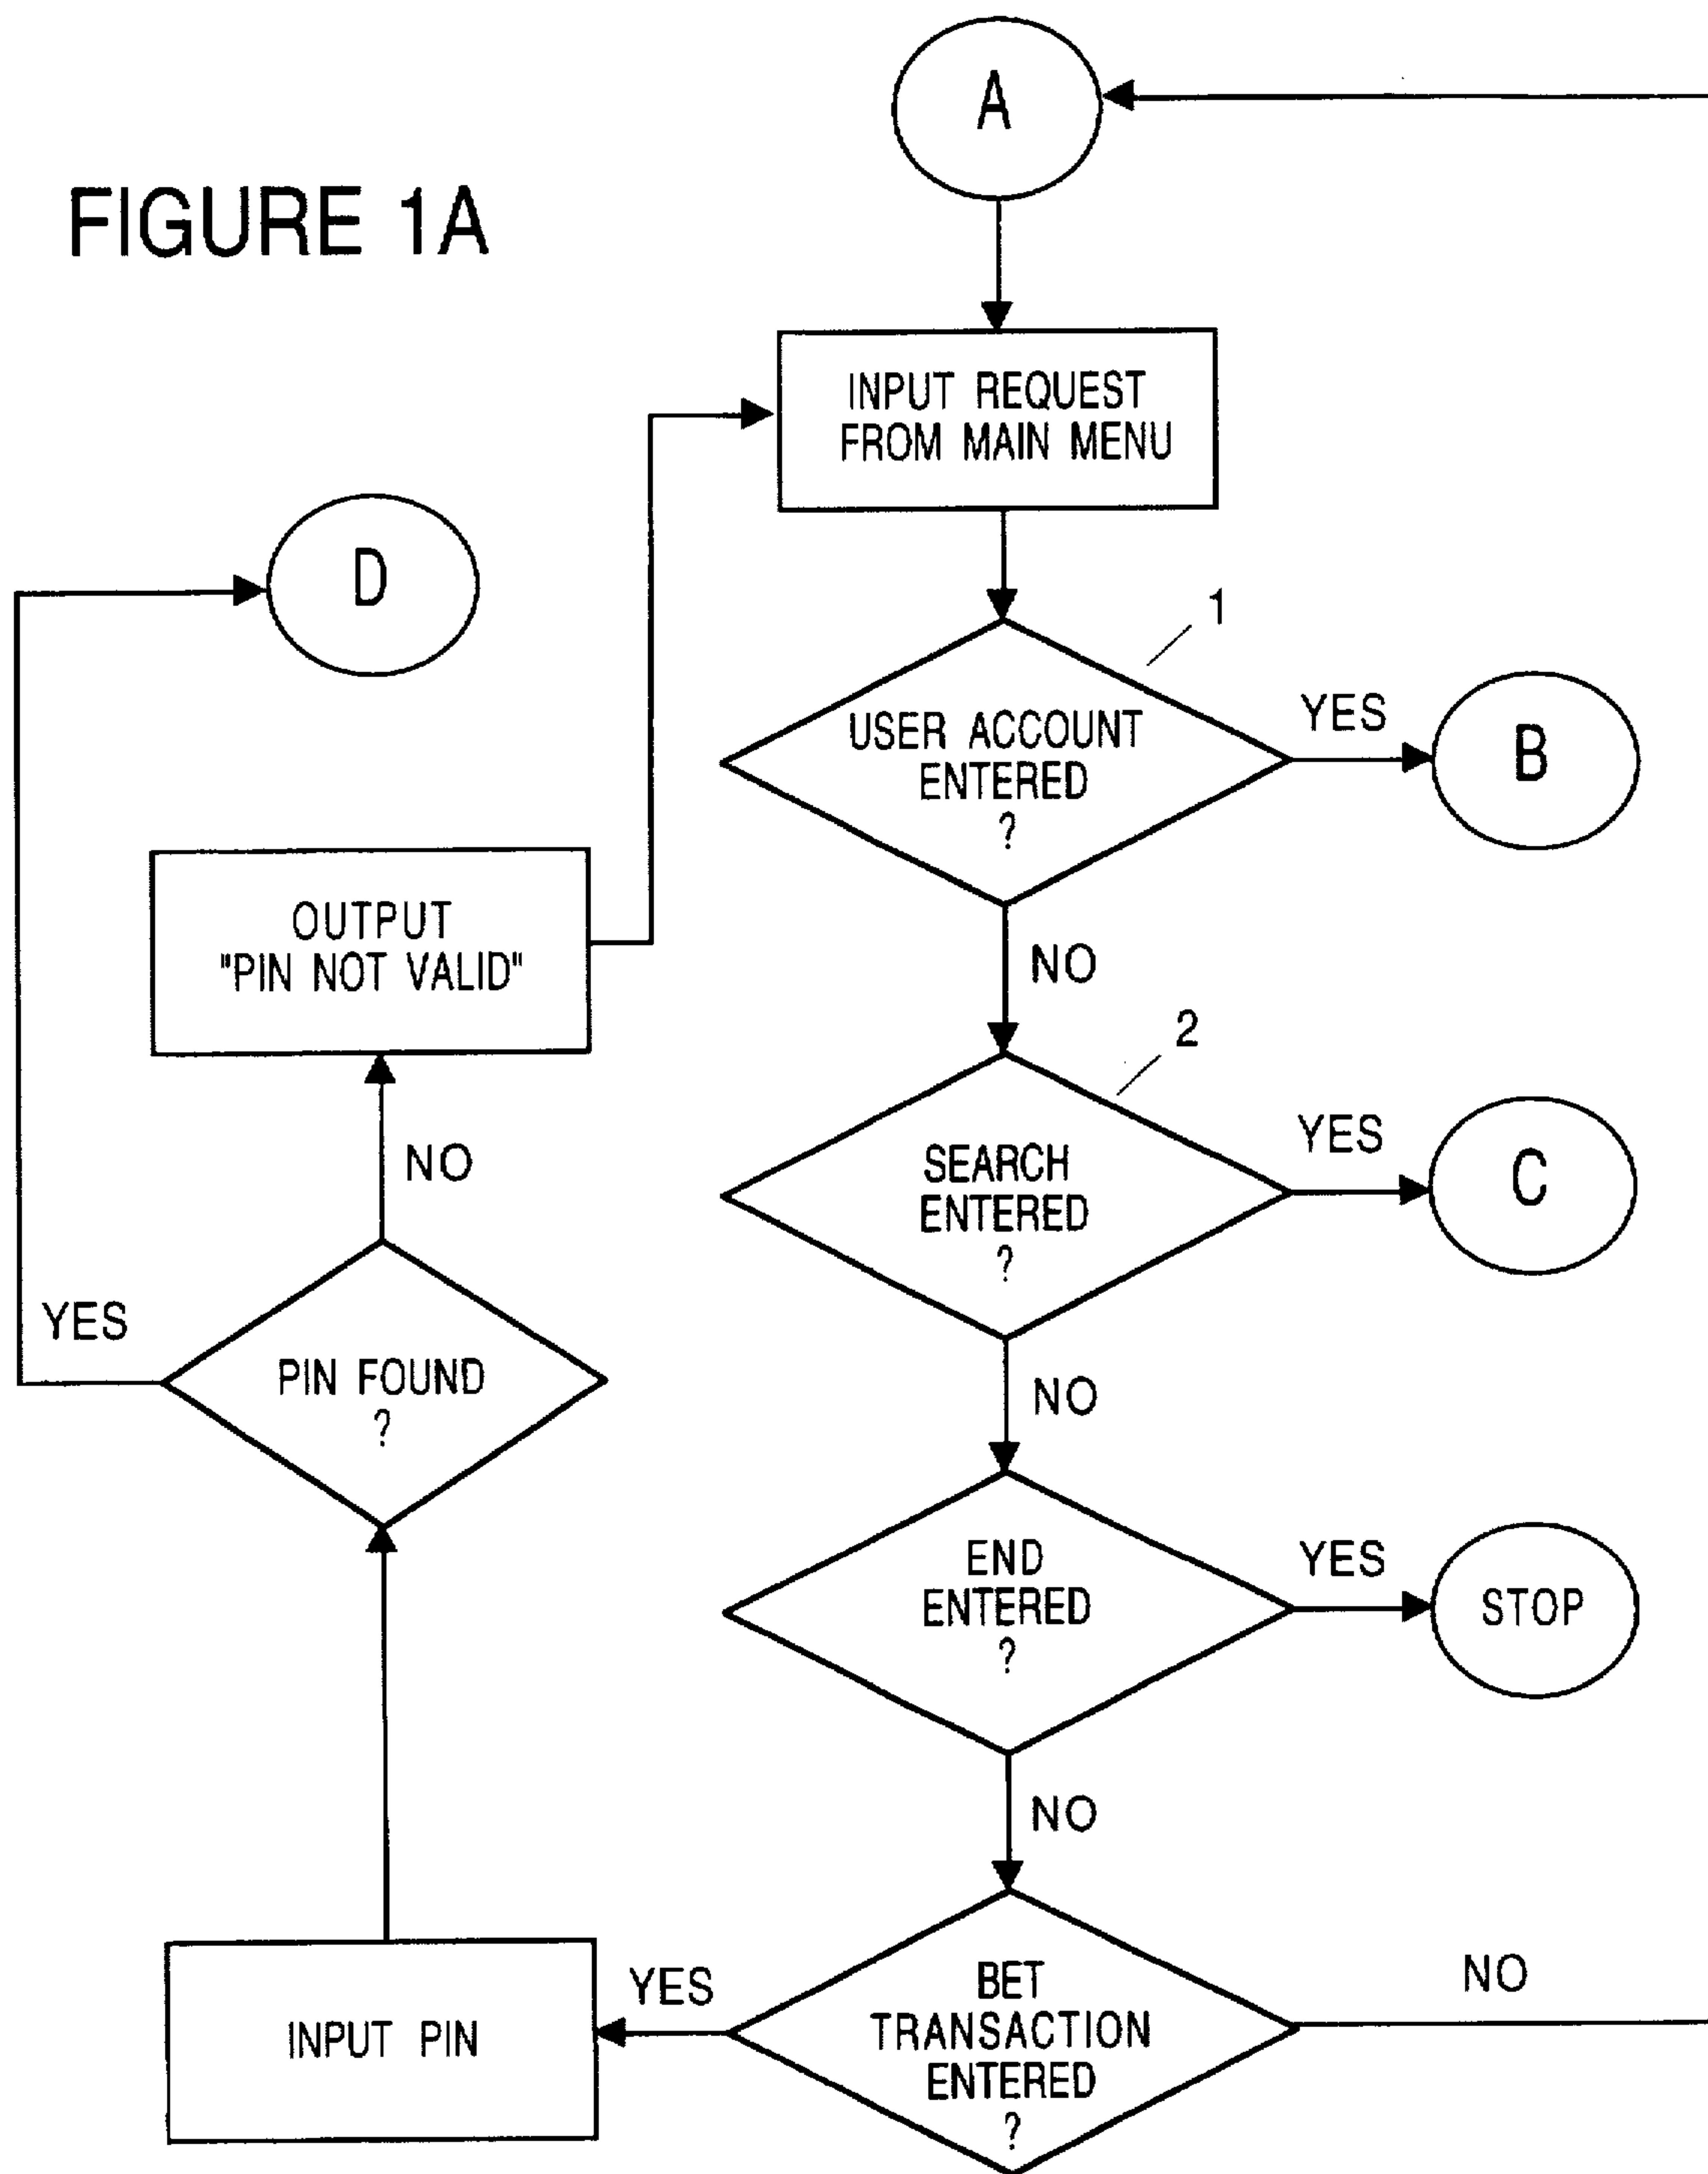 A
FIGURE 1A
INPUT REQUEST
FROM MAIN MENU
D
1
USER ACCOUNT
ENTERED
?
YES
B
OUTPUT
"PIN NOT VALID"
NO
2
SEARCH
ENTERED
?
YES
C
NO
YES
PIN FOUND
?
NO
END
ENTERED
?
YES
STOP
NO
INPUT PIN
YES
BET
TRANSACTION
ENTERED
?
NO